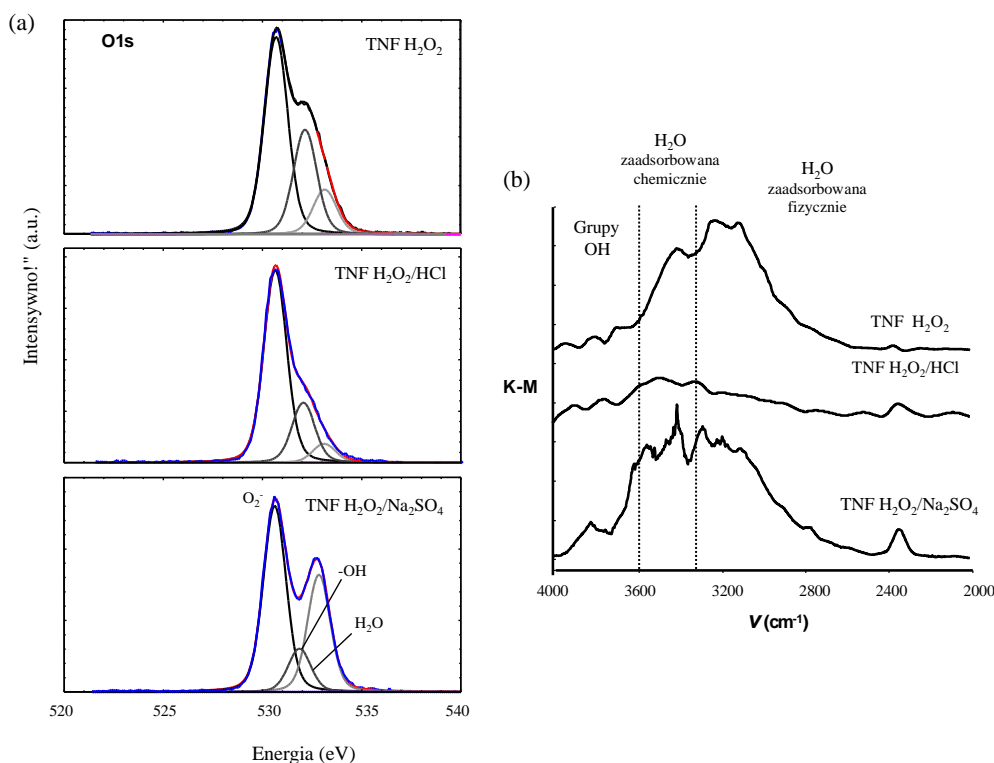 (a)
O1s
TNF H₂O₂
TNF H₂O₂/HCl
TNF H₂O₂/Na₂SO₄
O₂⁻
-OH
H₂O
Intensywno!" (a.u.)
520 525 530 535 540
Energia (eV)
(b)
H₂O
zaadsorbowana
chemicznie
H₂O
zaadsorbowana
fizycznie
Grupy
OH
TNF H₂O₂
TNF H₂O₂/HCl
K-M
TNF H₂O₂/Na₂SO₄
4000 3600 3200 2800 2400 2000
V (cm⁻¹)